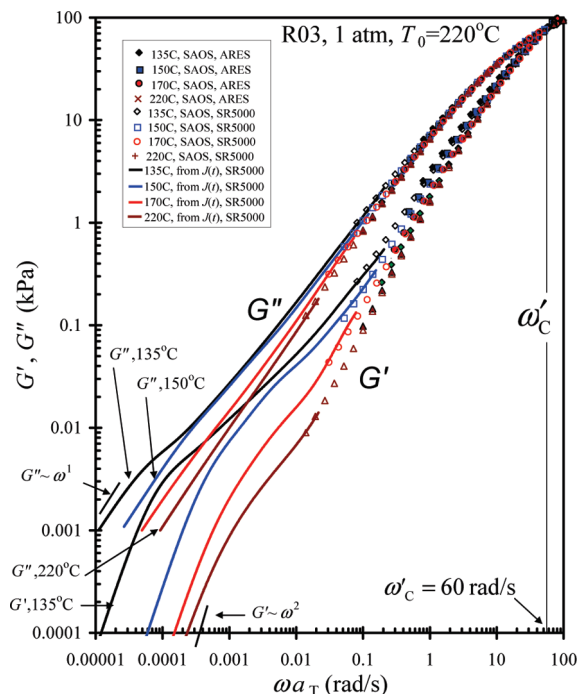 R03, 1 atm, T₀=220°C
135C, SAOS, ARES
150C, SAOS, ARES
170C, SAOS, ARES
220C, SAOS, ARES
135C, SAOS, SR5000
150C, SAOS, SR5000
170C, SAOS, SR5000
220C, SAOS, SR5000
135C, from J(t), SR5000
150C, from J(t), SR5000
170C, from J(t), SR5000
220C, from J(t), SR5000
G', G" (kPa)
100
10
1
0.1
0.01
0.001
0.0001
G"
G'
ω'C
G",135°C
G",150°C
G"~ω¹
G",220°C
G',135°C
G'~ω²
ω'C = 60 rad/s
0.00001 0.0001 0.001 0.01 0.1 1 10 100
ωaT (rad/s)